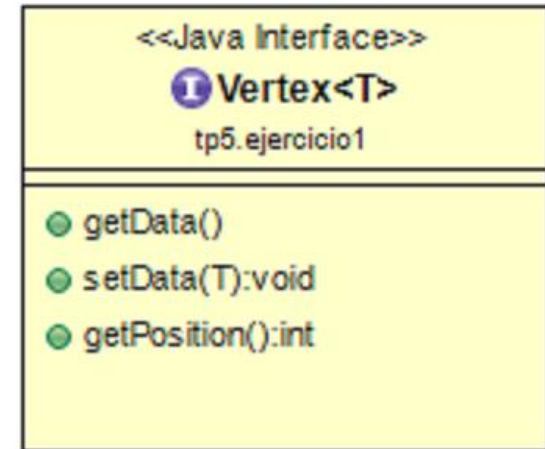 <<Java Interface>>
I Vertex<T>
tp5.ejercicio1
getData()
setData(T):void
getPosition():int